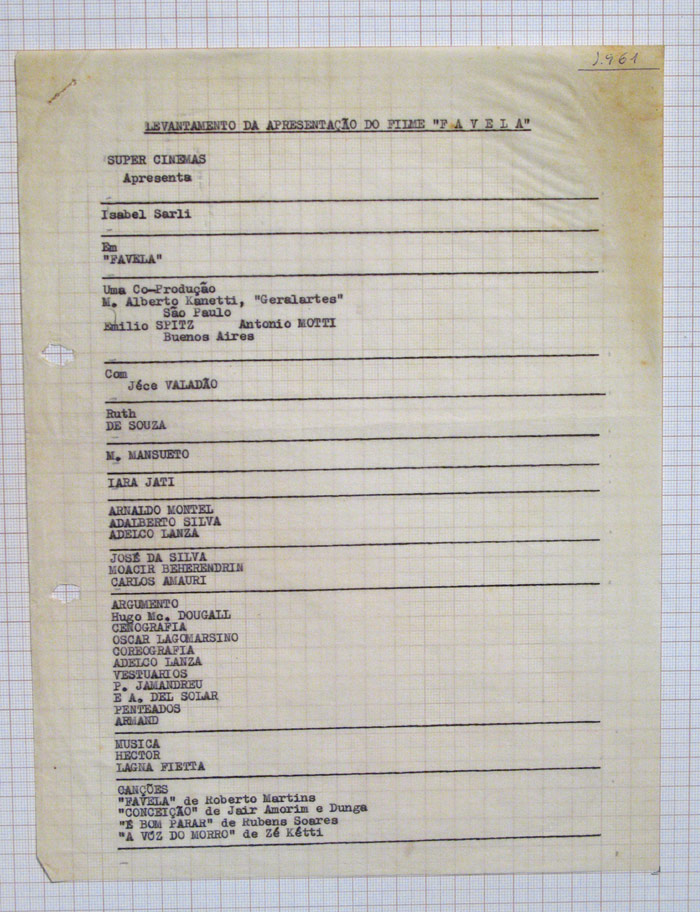 1.961
LEVANTAMENTO DA APRESENTAÇÃO DO FILME "F A V E L A"
SUPER CINEMAS
Apresenta
Isabel Sarli
Em
"FAVELA"
Uma Co-Produção
M. Alberto Kanetti, "Geralartes"
São Paulo
Emilio SPITZ Antonio MOTTI
Buenos Aires
Com
Jéce VALADÃO
Ruth
DE SOUZA
M. MANSUETO
IARA JATI
ARNALDO MONTEL
ADALBERTO SILVA
ADELCO LANZA
JOSÉ DA SILVA
MOACIR BEHERENDRIN
CARLOS AMAURI
ARGUMENTO
Hugo Mc. DOUGALL
CENOGRAFIA
OSCAR LAGOMARSINO
COREOGRAFIA
ADELCO LANZA
VESTUARIOS
P. JAMANDREU
E A. DEL SOLAR
PENTEADOS
ARMAND
MUSICA
HECTOR
LAGNA FIETTA
CANÇÕES
"FAVELA" de Roberto Martins
"CONCEIÇÃO" de Jair Amorim e Dunga
"É BOM PARAR" de Rubens Soares
"A VOZ DO MORRO" de Zé Kétti